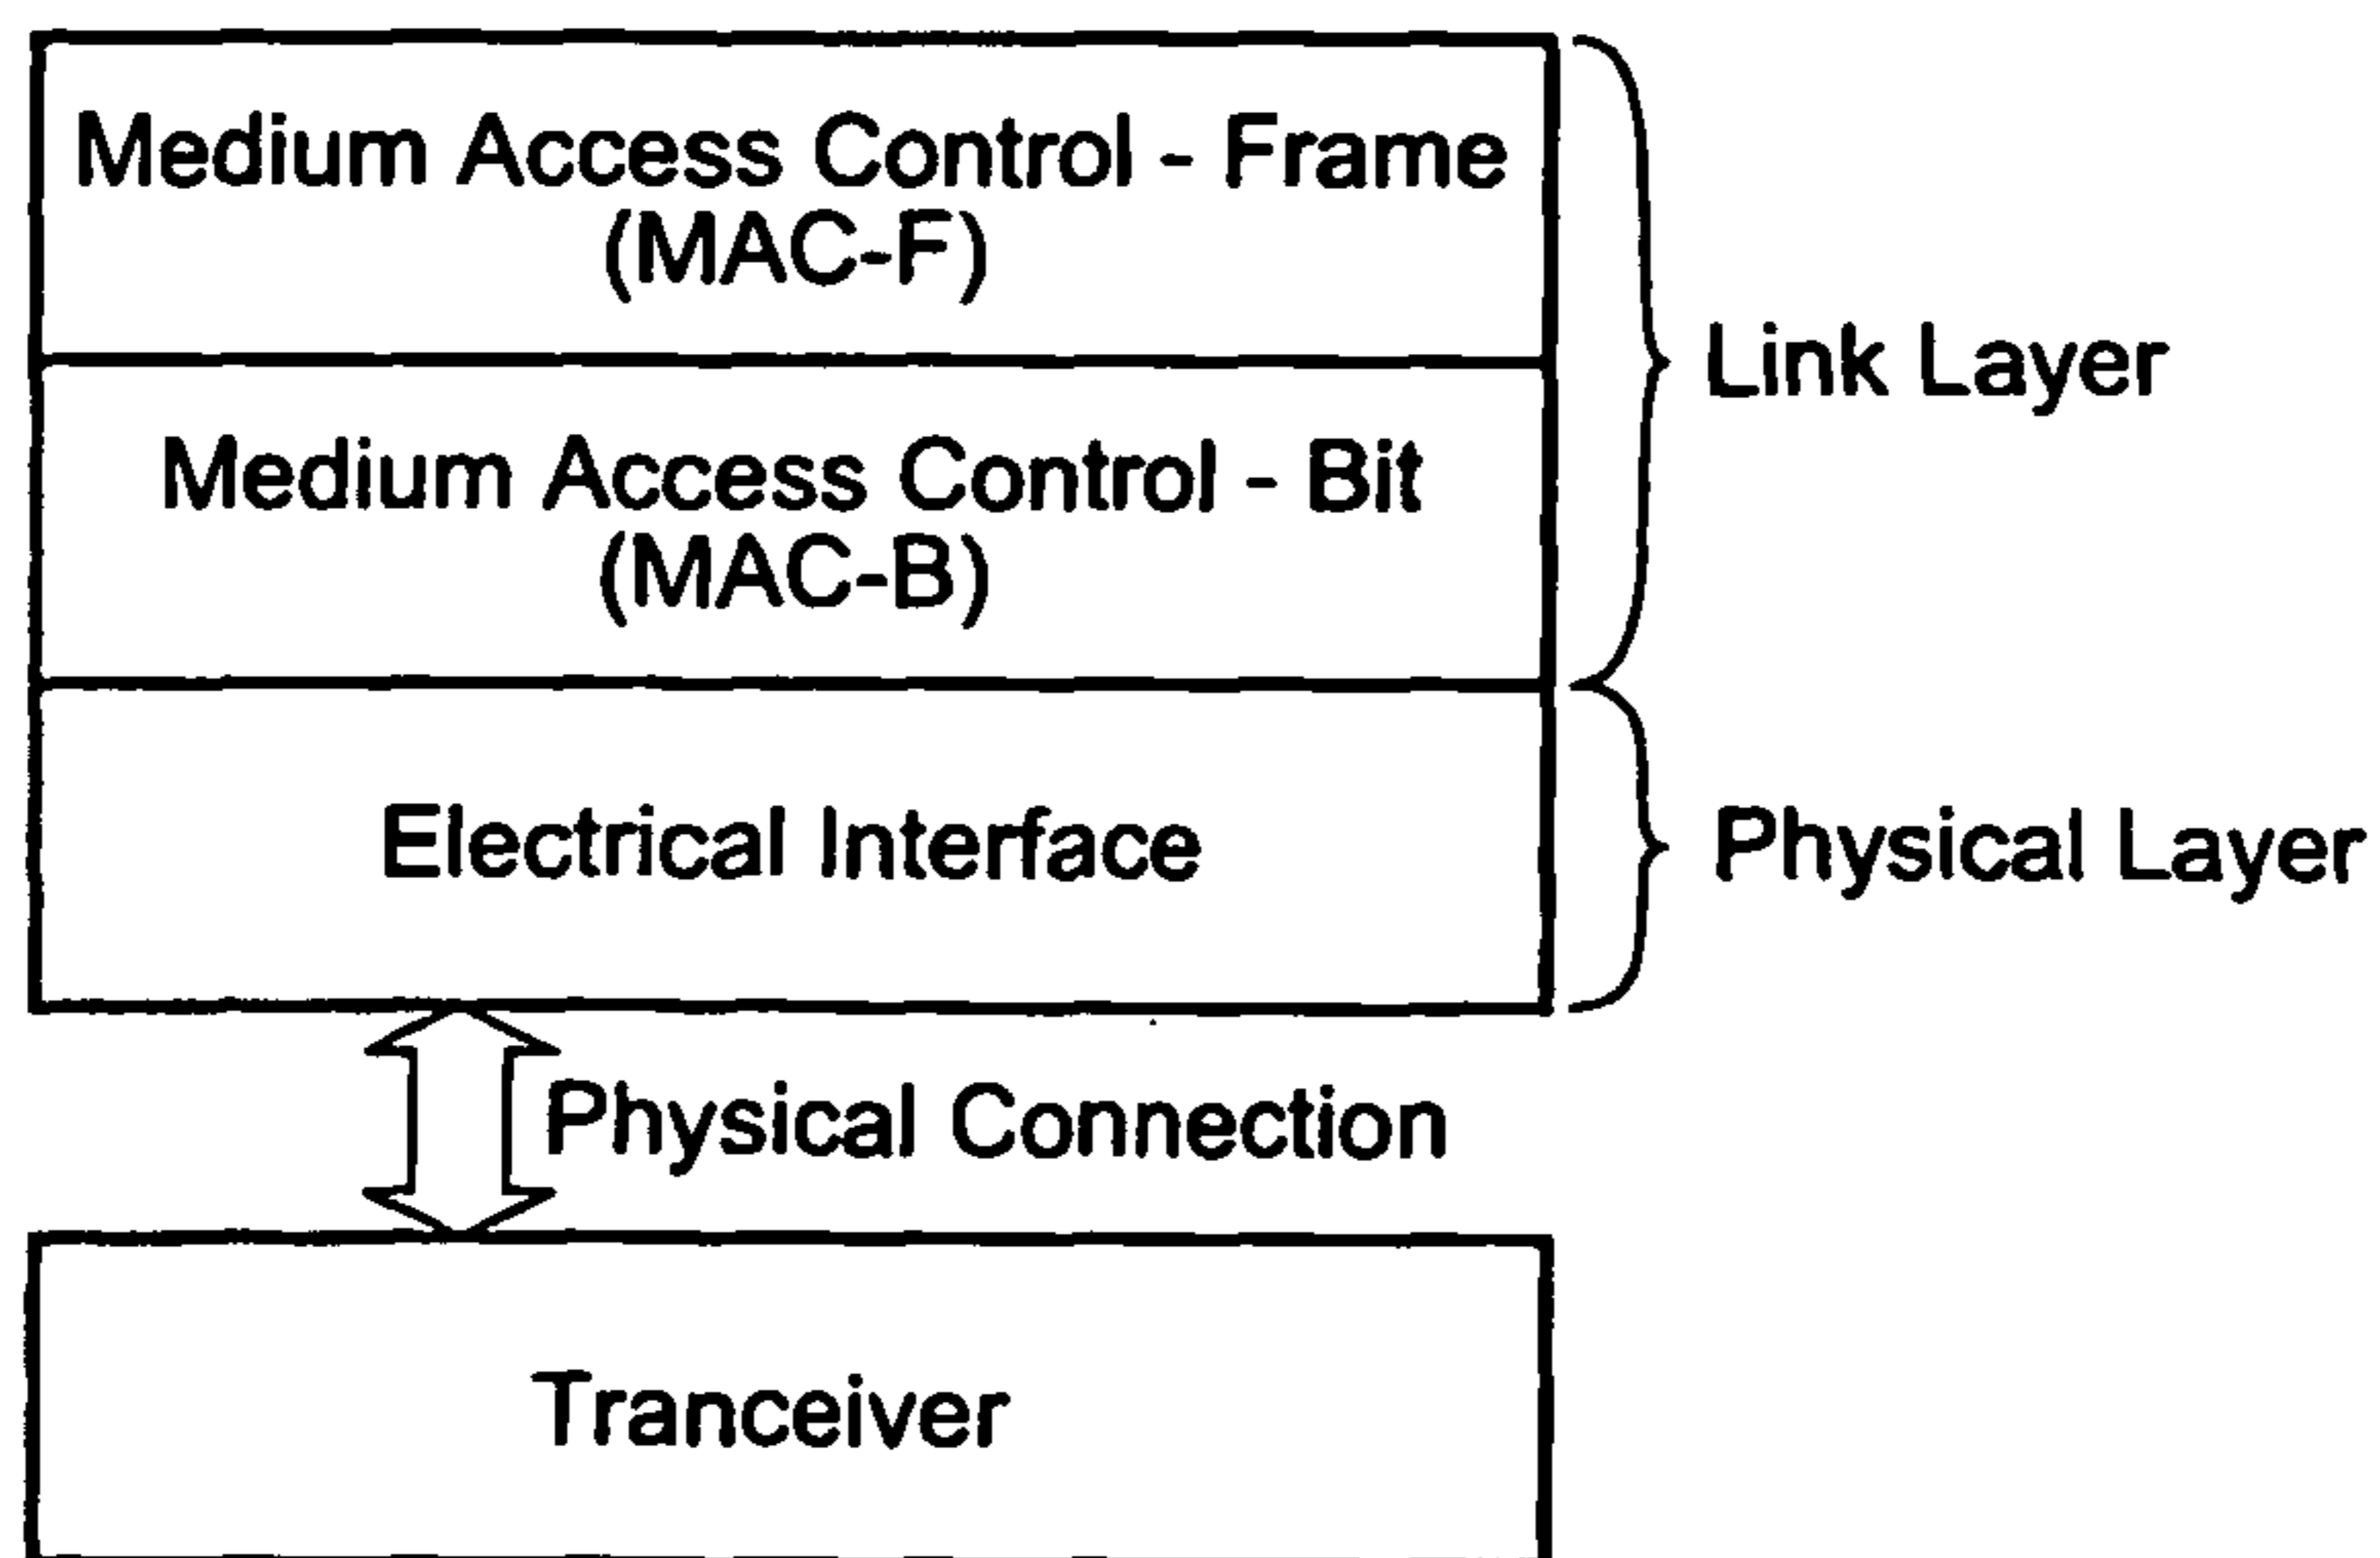 Medium Access Control - Frame
(MAC-F)
Link Layer
Medium Access Control - Bit
(MAC-B)
Electrical Interface
Physical Layer
Physical Connection
Tranceiver